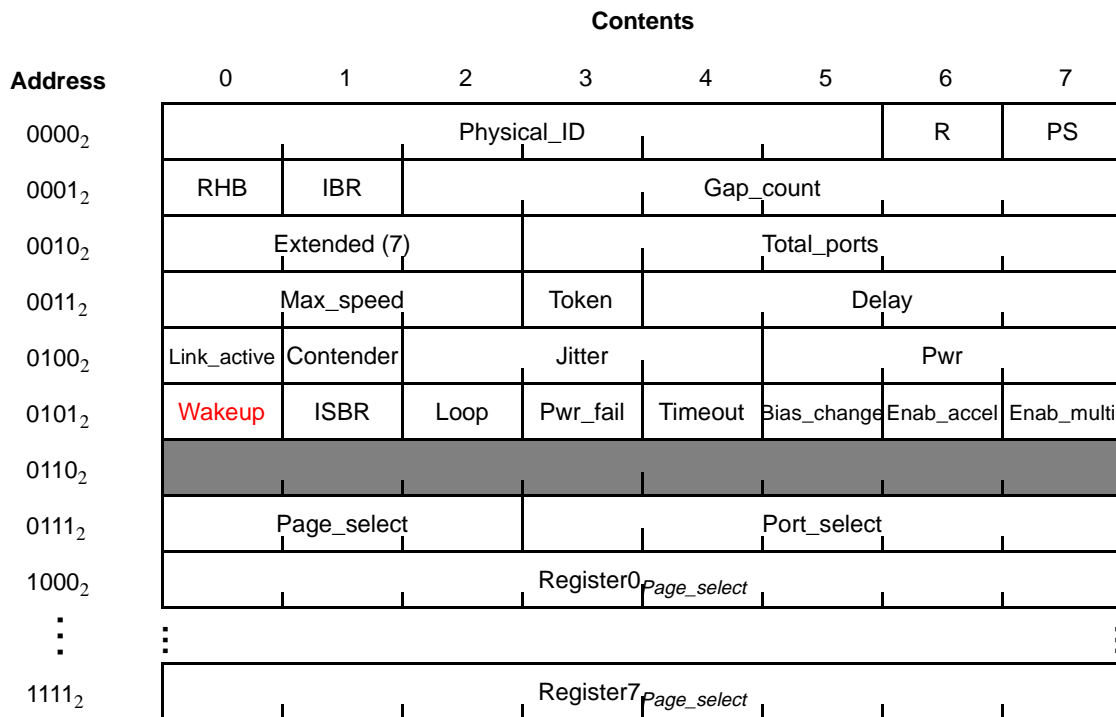 Contents
Address 0 1 2 3 4 5 6 7
0000₂ Physical_ID R PS
0001₂ RHB IBR Gap_count
0010₂ Extended (7) Total_ports
0011₂ Max_speed Token Delay
0100₂ Link_active Contender Jitter Pwr
0101₂ Wakeup ISBR Loop Pwr_fail Timeout Bias_change Enab_accel Enab_multi
0110₂
0111₂ Page_select Port_select
1000₂ Register0Page_select
⋮ ⋮ ⋮
1111₂ Register7Page_select